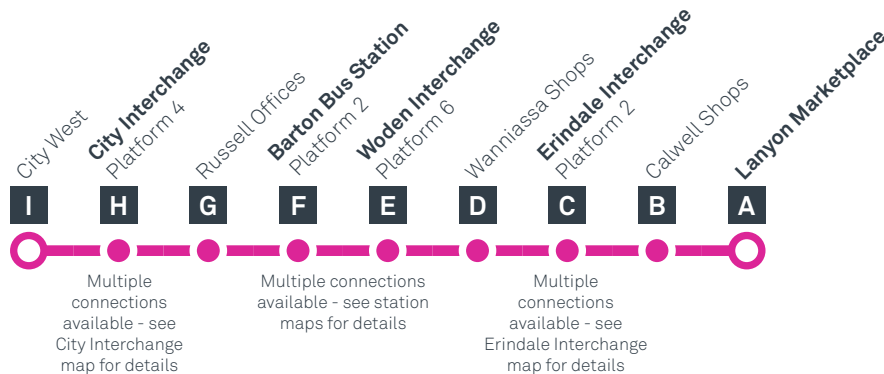 City West
City Interchange
Platform 4
Russell Offices
Barton Bus Station
Platform 2
Woden Interchange
Platform 6
Wanniassa Shops
Erindale Interchange
Platform 2
Calwell Shops
Lanyon Marketplace
I H G F E D C B A
Multiple
connections
available - see
City Interchange
map for details
Multiple connections
available - see station
maps for details
Multiple
connections
available - see
Erindale Interchange
map for details